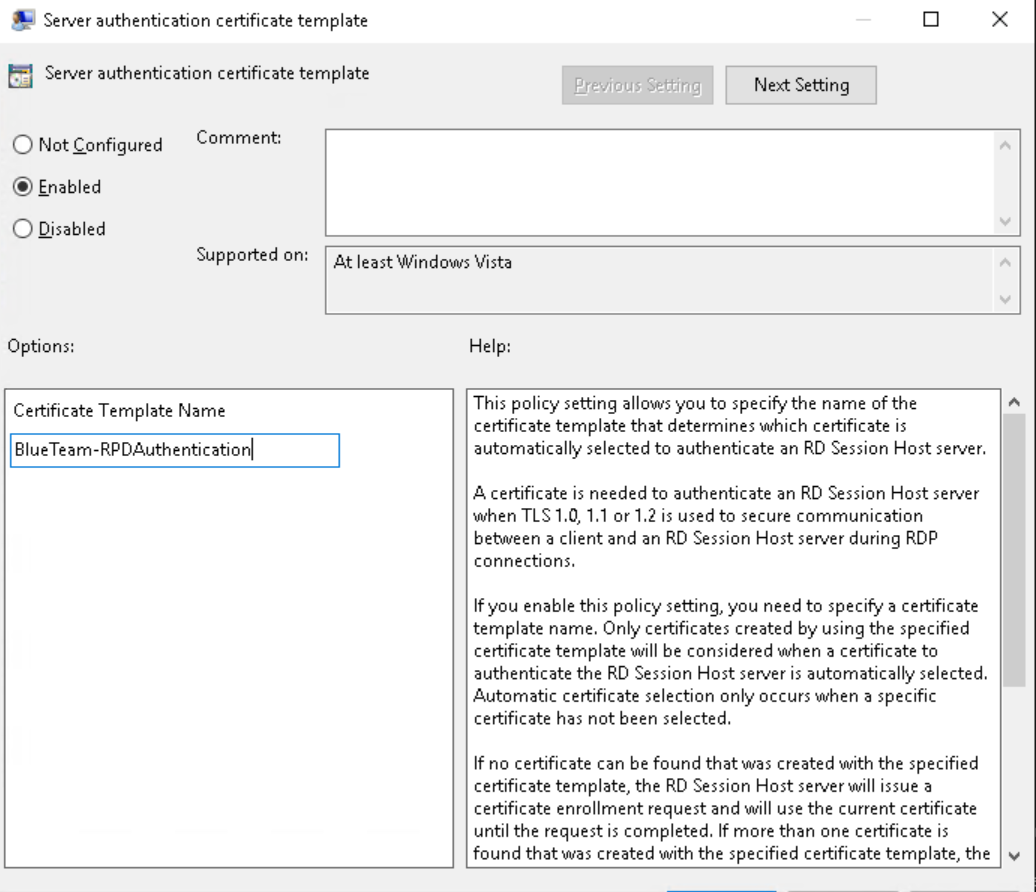 Server authentication certificate template
Server authentication certificate template
Previous Setting
Next Setting
Not Configured
Comment:
Enabled
Disabled
Supported on:
At least Windows Vista
Options:
Help:
Certificate Template Name
BlueTeam-RPDAuthentication
This policy setting allows you to specify the name of the
certificate template that determines which certificate is
automatically selected to authenticate an RD Session Host server.
A certificate is needed to authenticate an RD Session Host server
when TLS 1.0, 1.1 or 1.2 is used to secure communication
between a client and an RD Session Host server during RDP
connections.
If you enable this policy setting, you need to specify a certificate
template name. Only certificates created by using the specified
certificate template will be considered when a certificate to
authenticate the RD Session Host server is automatically selected.
Automatic certificate selection only occurs when a specific
certificate has not been selected.
If no certificate can be found that was created with the specified
certificate template, the RD Session Host server will issue a
certificate enrollment request and will use the current certificate
until the request is completed. If more than one certificate is
found that was created with the specified certificate template, the